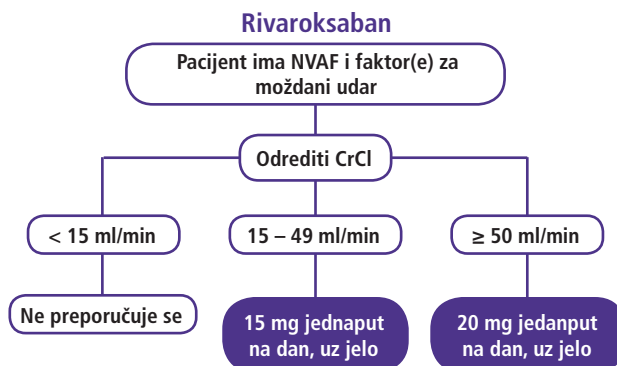 Rivaroksaban
Pacijent ima NVAF i faktor(e) za
moždani udar
Odrediti CrCl
< 15 ml/min
15 – 49 ml/min
≥ 50 ml/min
Ne preporučuje se
15 mg jednaput
na dan, uz jelo
20 mg jedanput
na dan, uz jelo